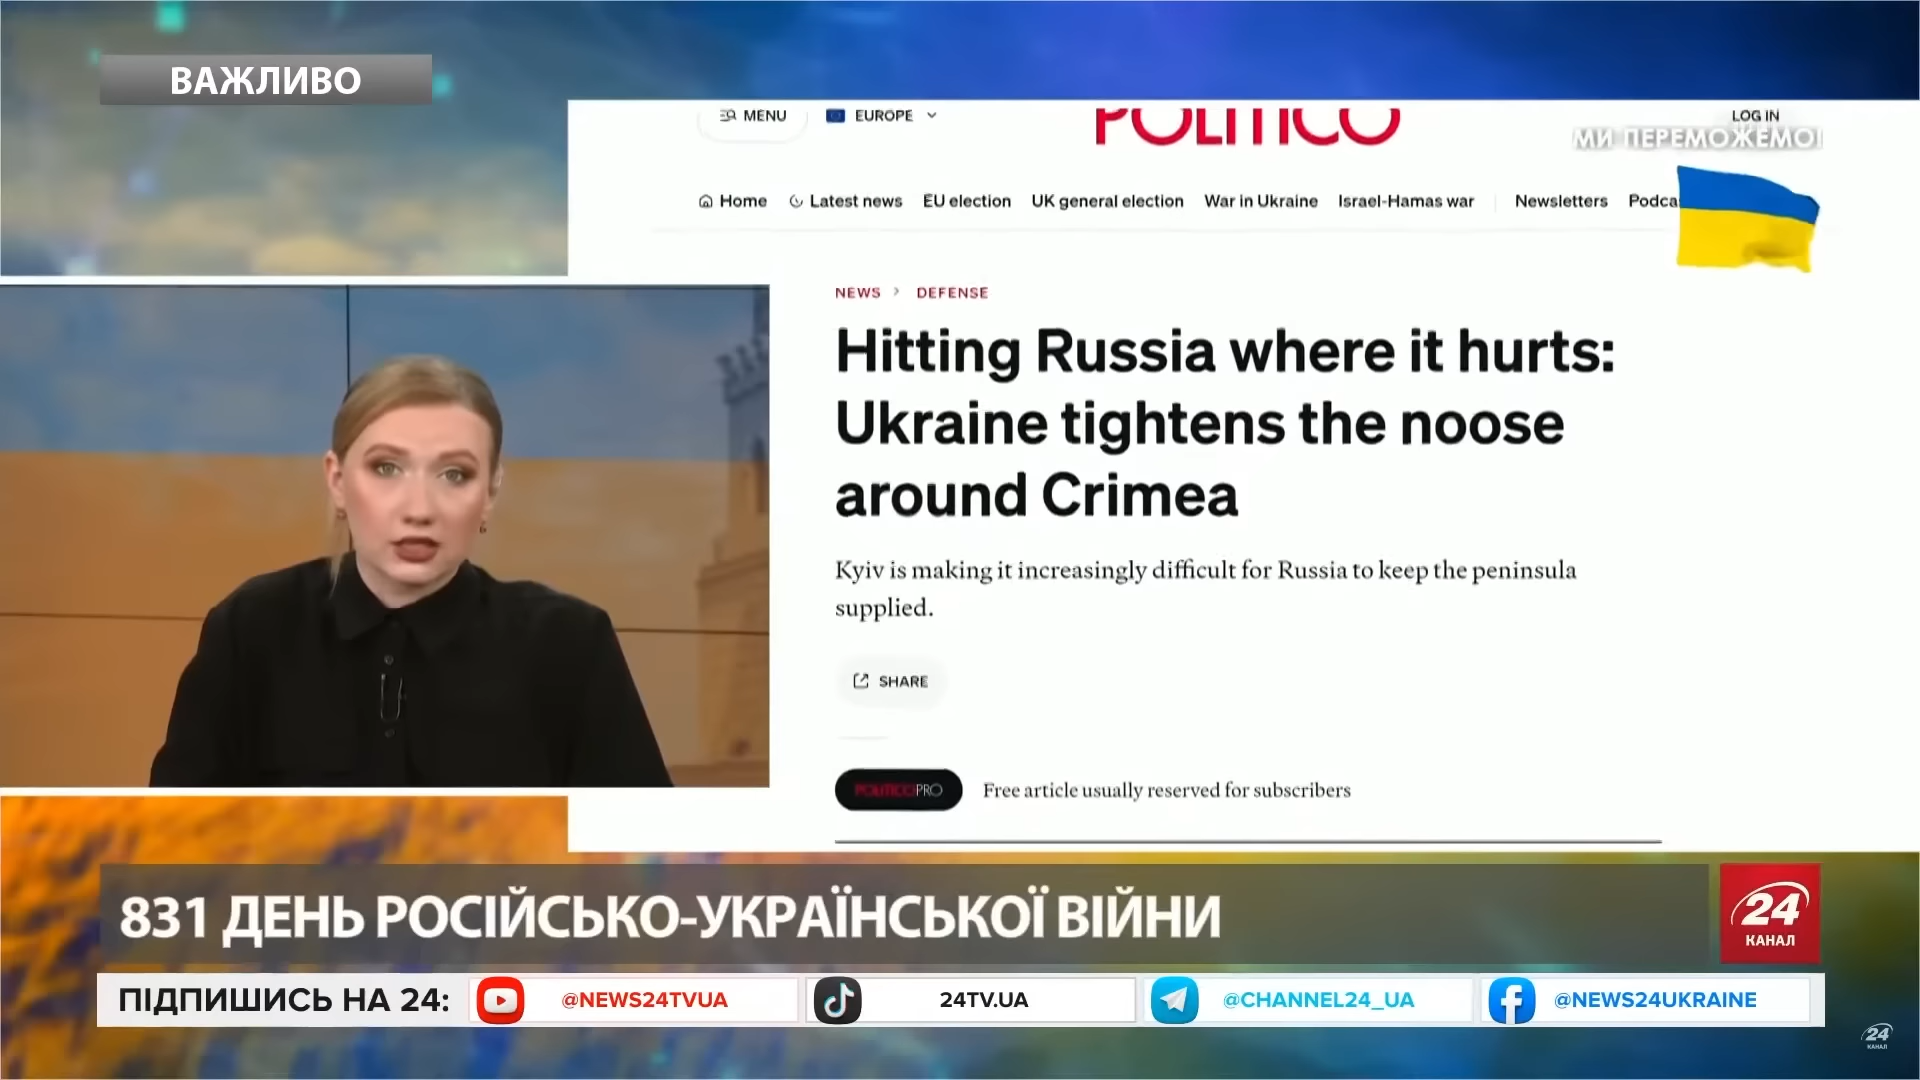 ВАЖЛИВО
MENU
EUROPE
POLITICO
LOG IN
МИ ПЕРЕМОЖЕМО!
Home
Latest news
EU election
UK general election
War in Ukraine
Israel-Hamas war
Newsletters
Podca
NEWS > DEFENSE
Hitting Russia where it hurts:
Ukraine tightens the noose
around Crimea
Kyiv is making it increasingly difficult for Russia to keep the peninsula
supplied.
SHARE
POLITICOPRO
Free article usually reserved for subscribers
831 ДЕНЬ РОСІЙСЬКО-УКРАЇНСЬКОЇ ВІЙНИ
24
КАНАЛ
ПІДПИШИСЬ НА 24:
@NEWS24TVUA
24TV.UA
@CHANNEL24_UA
@NEWS24UKRAINE
24
КАНАЛ